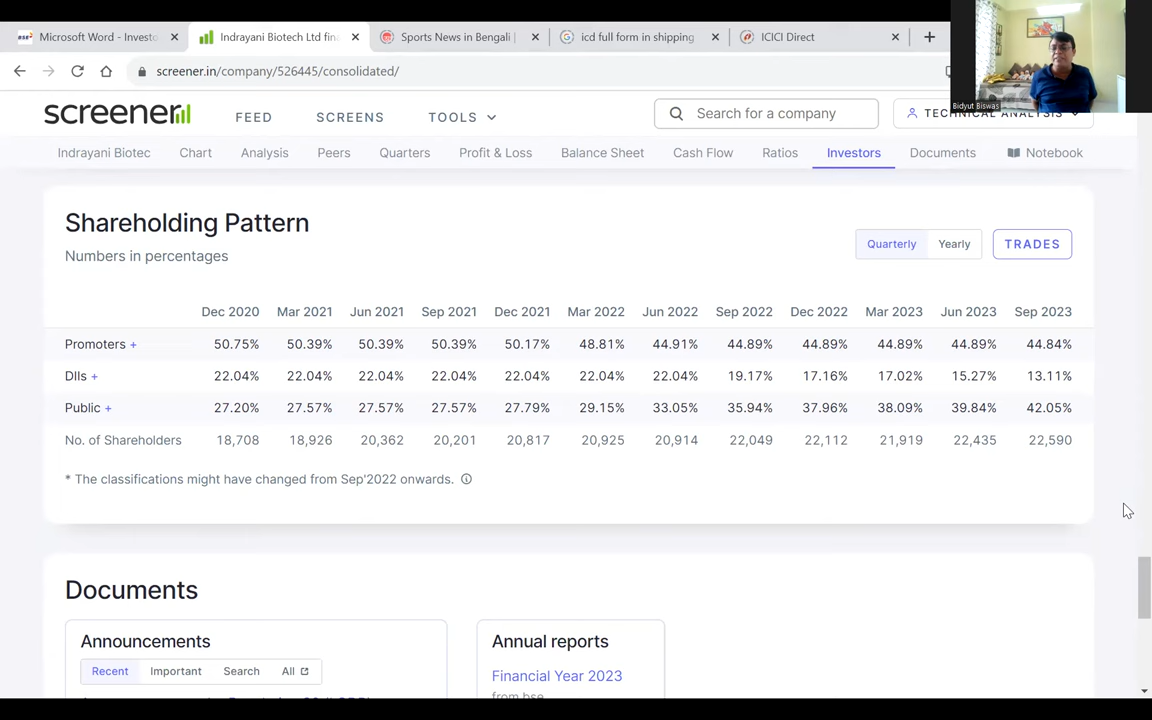 Microsoft Word - Investo
Indrayani Biotech Ltd fina
Sports News in Bengali |
icd full form in shipping
ICICI Direct
screener.in/company/526445/consolidated/
Bidyut Biswas
screener
FEED
SCREENS
TOOLS
Search for a company
TECHNICAL ANALYSIS
Indrayani Biotec
Chart
Analysis
Peers
Quarters
Profit & Loss
Balance Sheet
Cash Flow
Ratios
Investors
Documents
Notebook
Shareholding Pattern
Numbers in percentages
Quarterly
Yearly
TRADES
Dec 2020 Mar 2021 Jun 2021 Sep 2021 Dec 2021 Mar 2022 Jun 2022 Sep 2022 Dec 2022 Mar 2023 Jun 2023 Sep 2023
Promoters + 50.75% 50.39% 50.39% 50.39% 50.17% 48.81% 44.91% 44.89% 44.89% 44.89% 44.89% 44.84%
DIIs + 22.04% 22.04% 22.04% 22.04% 22.04% 22.04% 22.04% 19.17% 17.16% 17.02% 15.27% 13.11%
Public + 27.20% 27.57% 27.57% 27.57% 27.79% 29.15% 33.05% 35.94% 37.96% 38.09% 39.84% 42.05%
No. of Shareholders 18,708 18,926 20,362 20,201 20,817 20,925 20,914 22,049 22,112 21,919 22,435 22,590
* The classifications might have changed from Sep'2022 onwards.
Documents
Announcements
Recent
Important
Search
All
Annual reports
Financial Year 2023
from bse